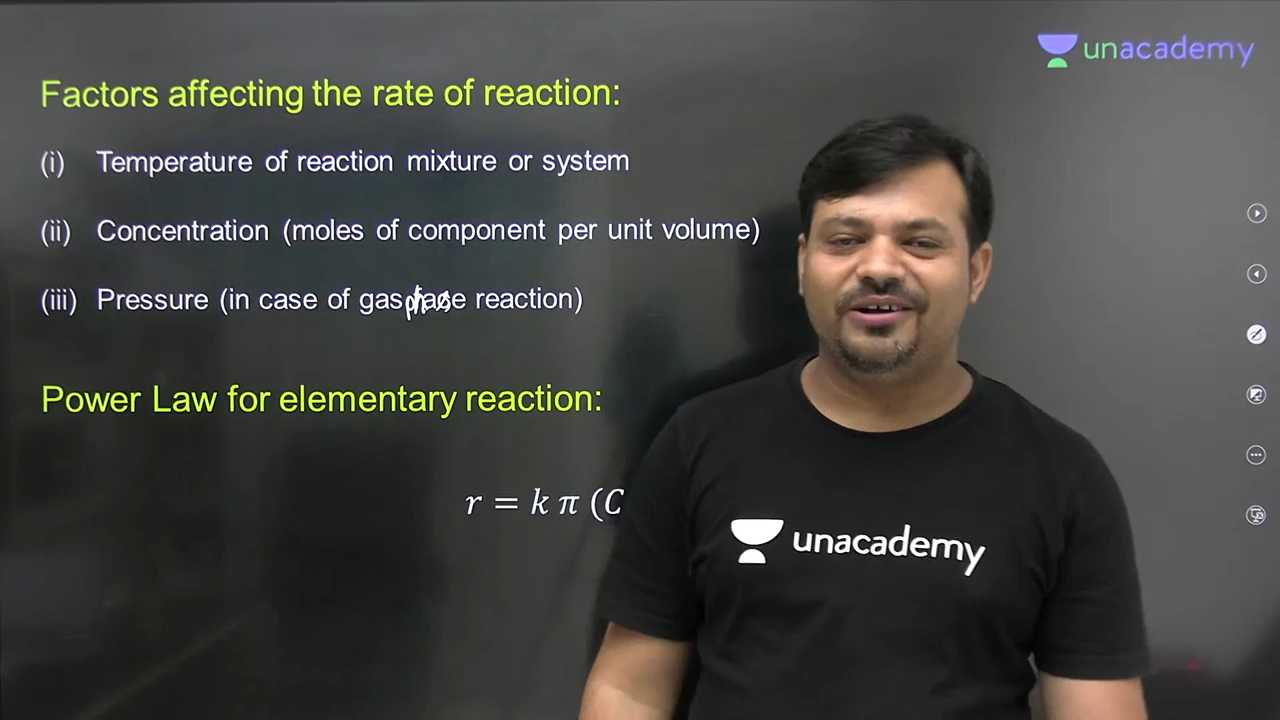 unacademy
Factors affecting the rate of reaction:
(i) Temperature of reaction mixture or system
(ii) Concentration (moles of component per unit volume)
(iii) Pressure (in case of gas reaction)
Power Law for elementary reaction:
r = k π (C
unacademy